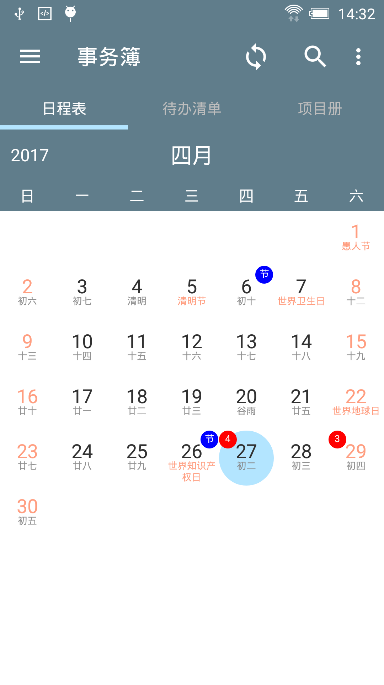 14:32
事务簿
日程表 待办清单 项目册
2017 四月
日 一 二 三 四 五 六
1
愚人节
节
2 3 4 5 6 7 8
初六 初七 清明 清明节 初十 世界卫生日 十二
9 10 11 12 13 14 15
十三 十四 十五 十六 十七 十八 十九
16 17 18 19 20 21 22
廿十 廿一 廿二 廿三 谷雨 廿五 世界地球日
节 4 3
23 24 25 26 27 28 29
廿七 廿八 廿九 世界知识产 初二 初三 初四
权日
30
初五